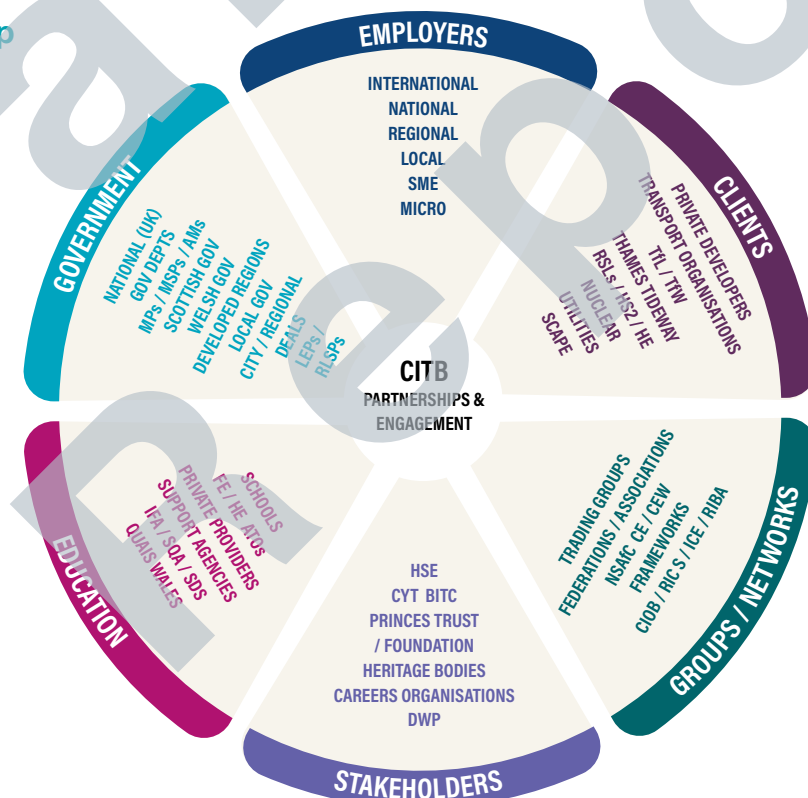 p
EMPLOYERS
INTERNATIONAL
NATIONAL
REGIONAL
LOCAL
SME
MICRO
CLIENTS
PRIVATE DEVELOPERS
TRANSPORT ORGANISATIONS
TfL / TfW
THAMES TIDEWAY
RSLs / HS2 / HE
NUCLEAR
UTILITIES
SCAPE
GROUPS / NETWORKS
TRADING GROUPS
FEDERATIONS / ASSOCIATIONS
NSAfC CE / CEW
FRAMEWORKS
CIOB / RIC S / ICE / RIBA
STAKEHOLDERS
HSE
CYT BITC
PRINCES TRUST
/ FOUNDATION
HERITAGE BODIES
CAREERS ORGANISATIONS
DWP
EDUCATION
SCHOOLS
FE / HE ATOs
PRIVATE PROVIDERS
SUPPORT AGENCIES
IFA / SQA / SDS
QUAIS WALES
GOVERNMENT
NATIONAL (UK)
GOV DEPTS
MPs / MSPs / AMs
SCOTTISH GOV
WELSH GOV
DEVELOPED REGIONS
LOCAL GOV
CITY / REGIONAL
DEALS
LEPs /
RLSPs
CITB
PARTNERSHIPS &
ENGAGEMENT